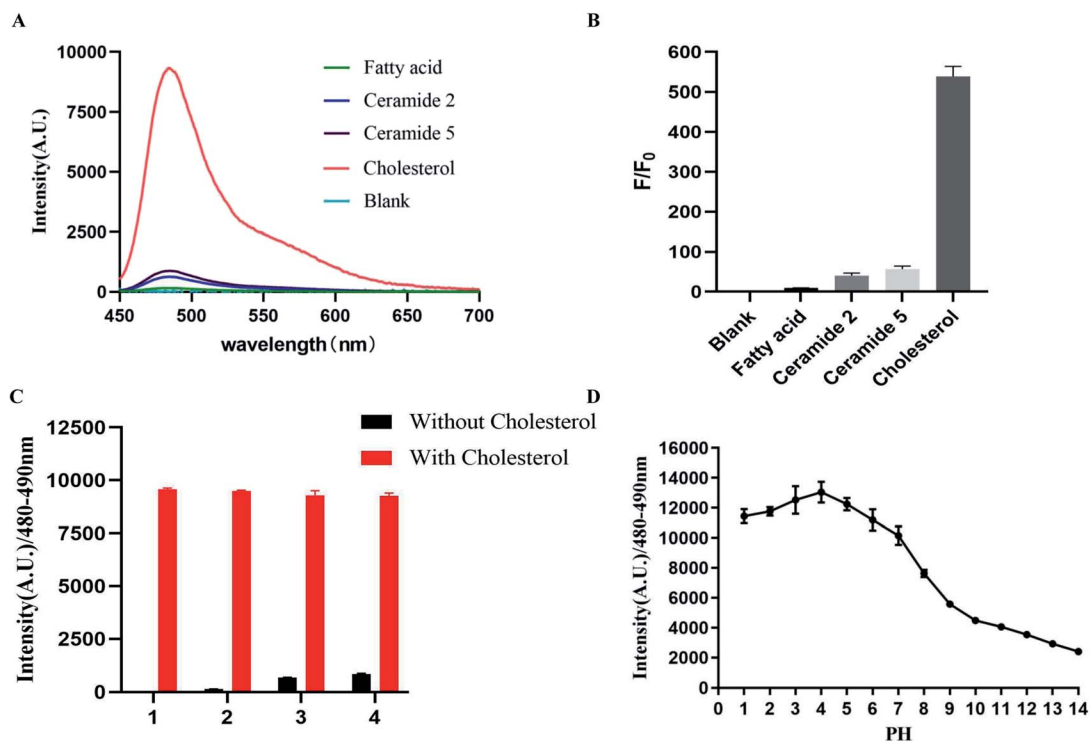 A
Intensity(A.U.)
10000
7500
5000
2500
0
450 500 550 600 650 700
wavelength(nm)
Fatty acid
Ceramide 2
Ceramide 5
Cholesterol
Blank
B
F/F0
600
500
400
300
200
100
0
Blank
Fatty acid
Ceramide 2
Ceramide 5
Cholesterol
C
Without Cholesterol
With Cholesterol
Intensity(A.U.)/480-490nm
12500
10000
7500
5000
2500
0
1 2 3 4
D
Intensity(A.U.)/480-490nm
16000
14000
12000
10000
8000
6000
4000
2000
0
0 1 2 3 4 5 6 7 8 9 10 11 12 13 14
PH